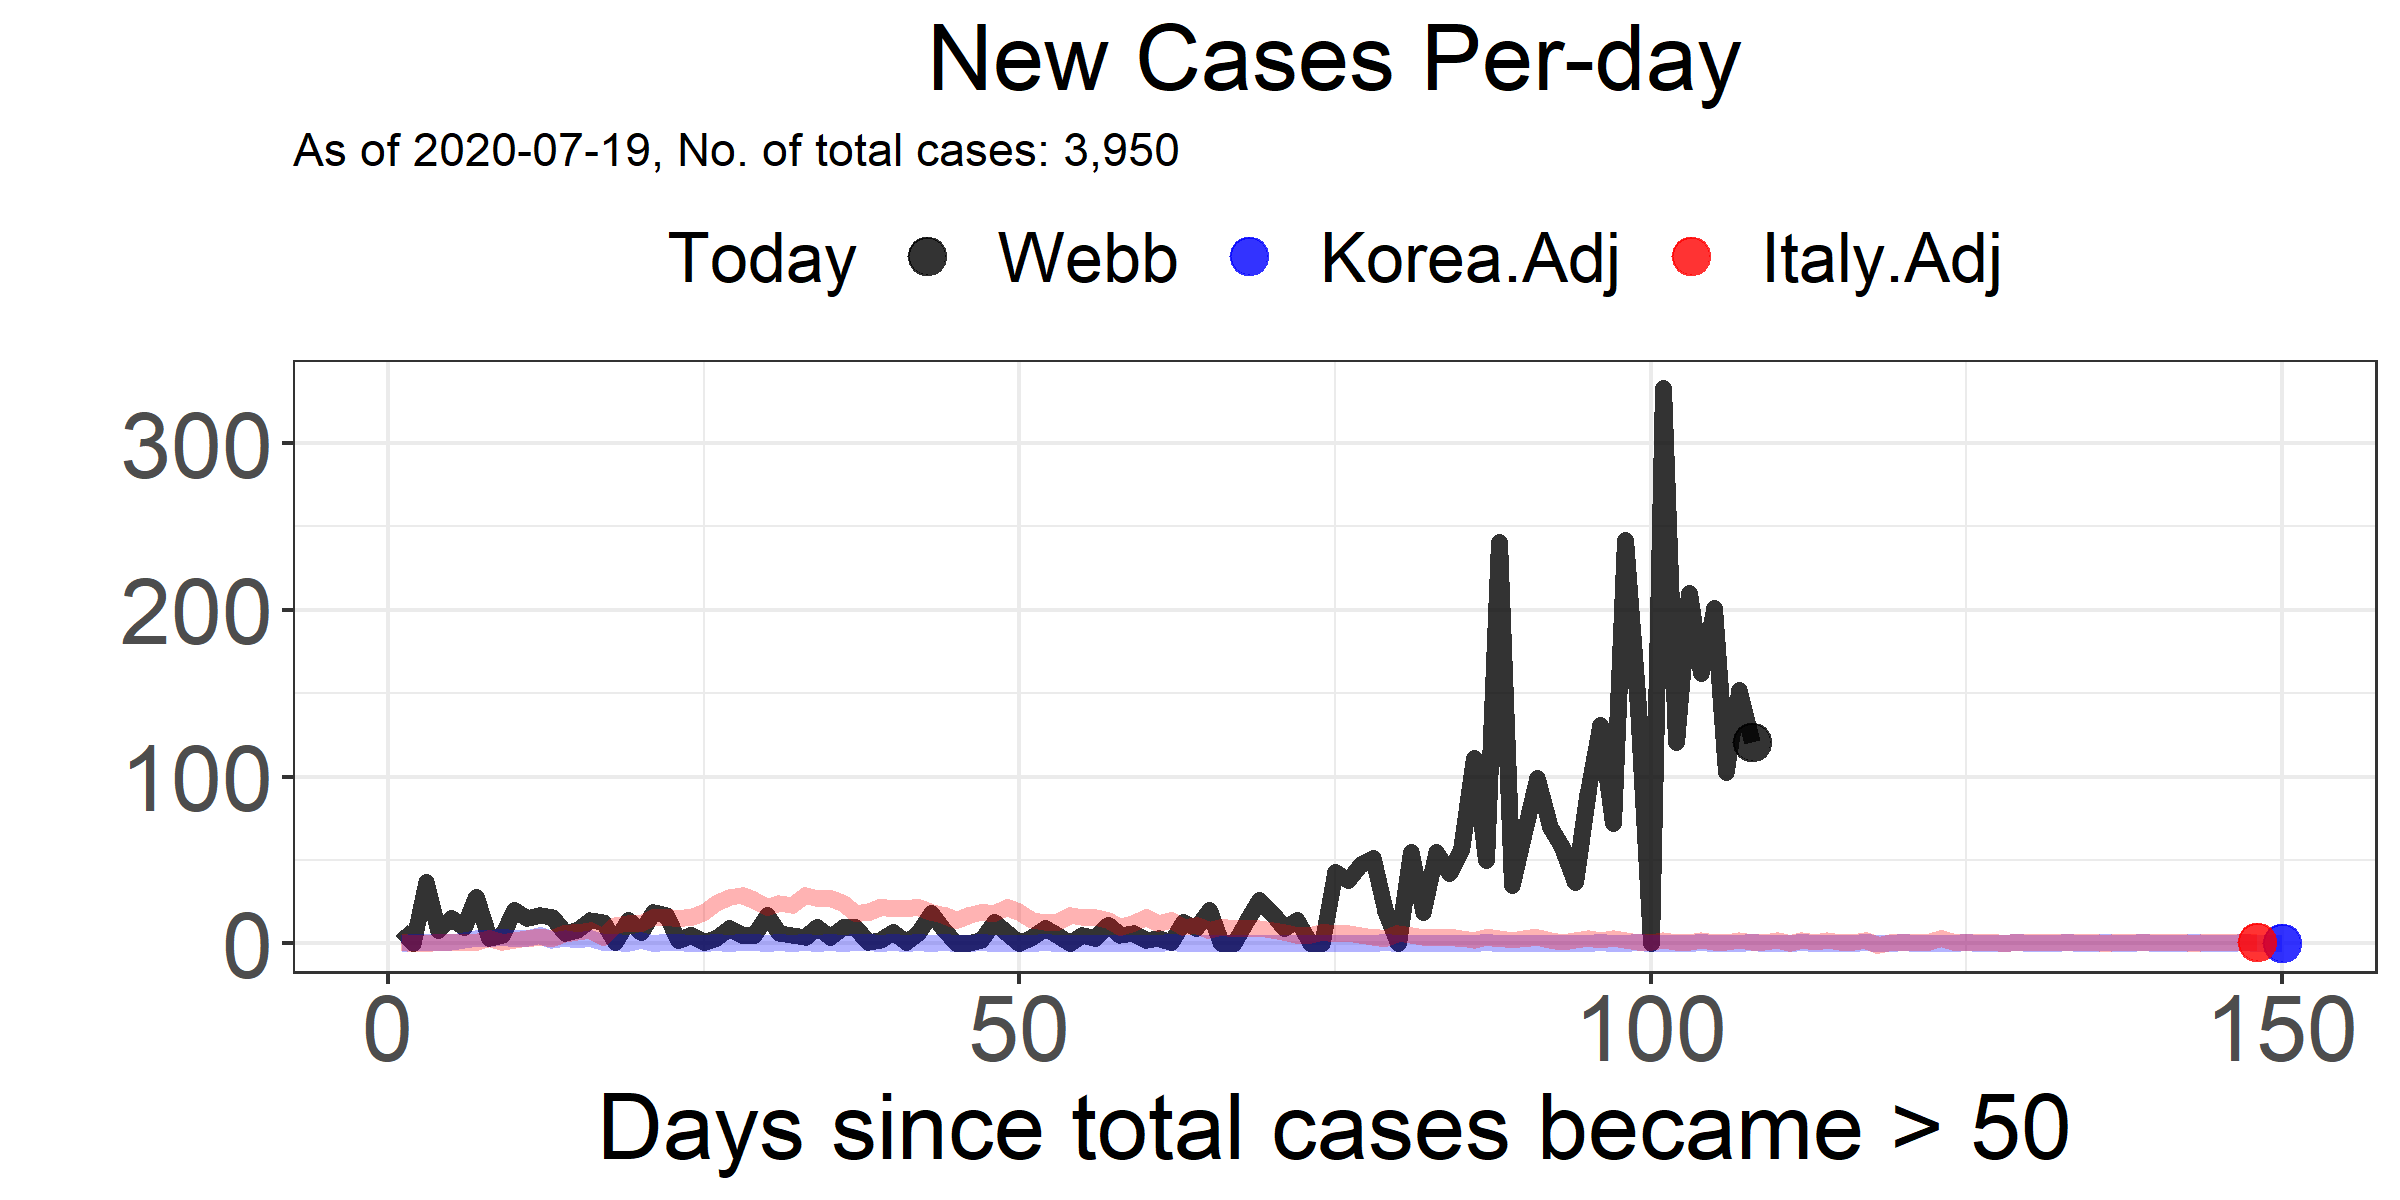 New Cases Per-day
As of 2020-07-19, No. of total cases: 3,950
Today Webb Korea.Adj Italy.Adj
300
200
100
0
0 50 100 150
Days since total cases became > 50